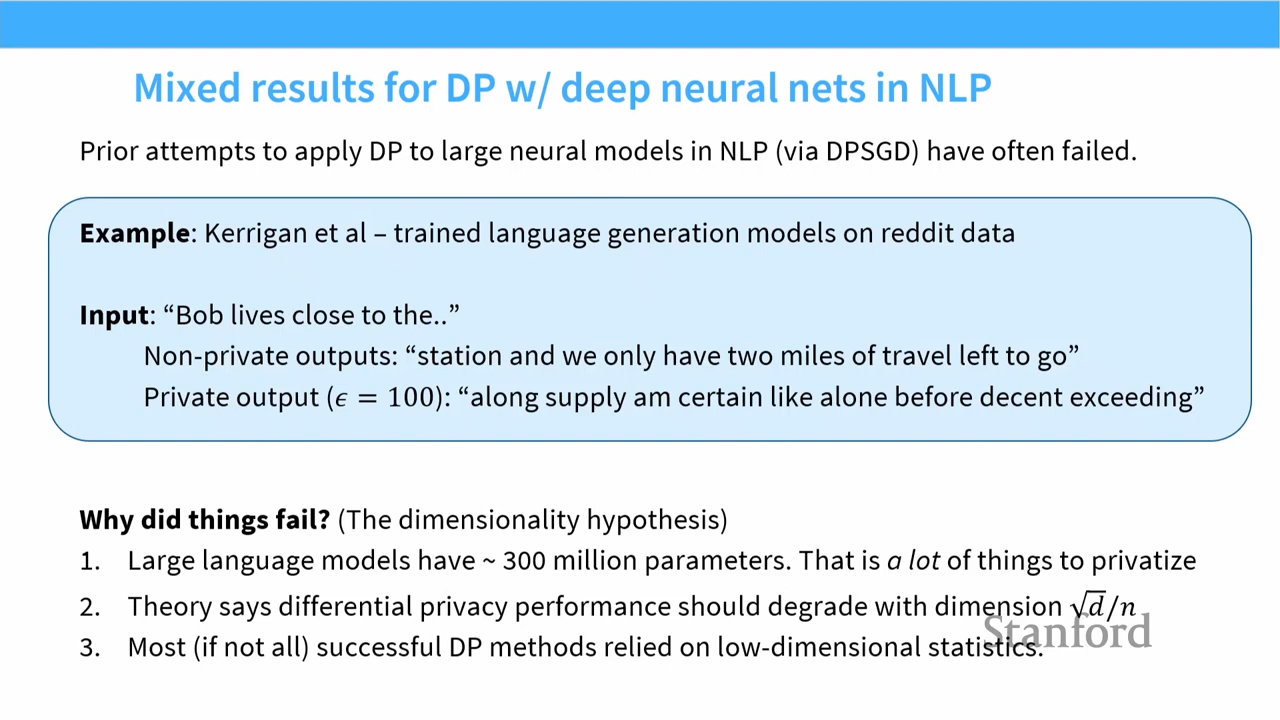 Mixed results for DP w/ deep neural nets in NLP
Prior attempts to apply DP to large neural models in NLP (via DPSGD) have often failed.
Example: Kerrigan et al – trained language generation models on reddit data
Input: “Bob lives close to the..”
Non-private outputs: “station and we only have two miles of travel left to go”
Private output (ϵ = 100): “along supply am certain like alone before decent exceeding”
Why did things fail? (The dimensionality hypothesis)
1. Large language models have ~ 300 million parameters. That is a lot of things to privatize
2. Theory says differential privacy performance should degrade with dimension √d/n
3. Most (if not all) successful DP methods relied on low-dimensional statistics.
Stanford